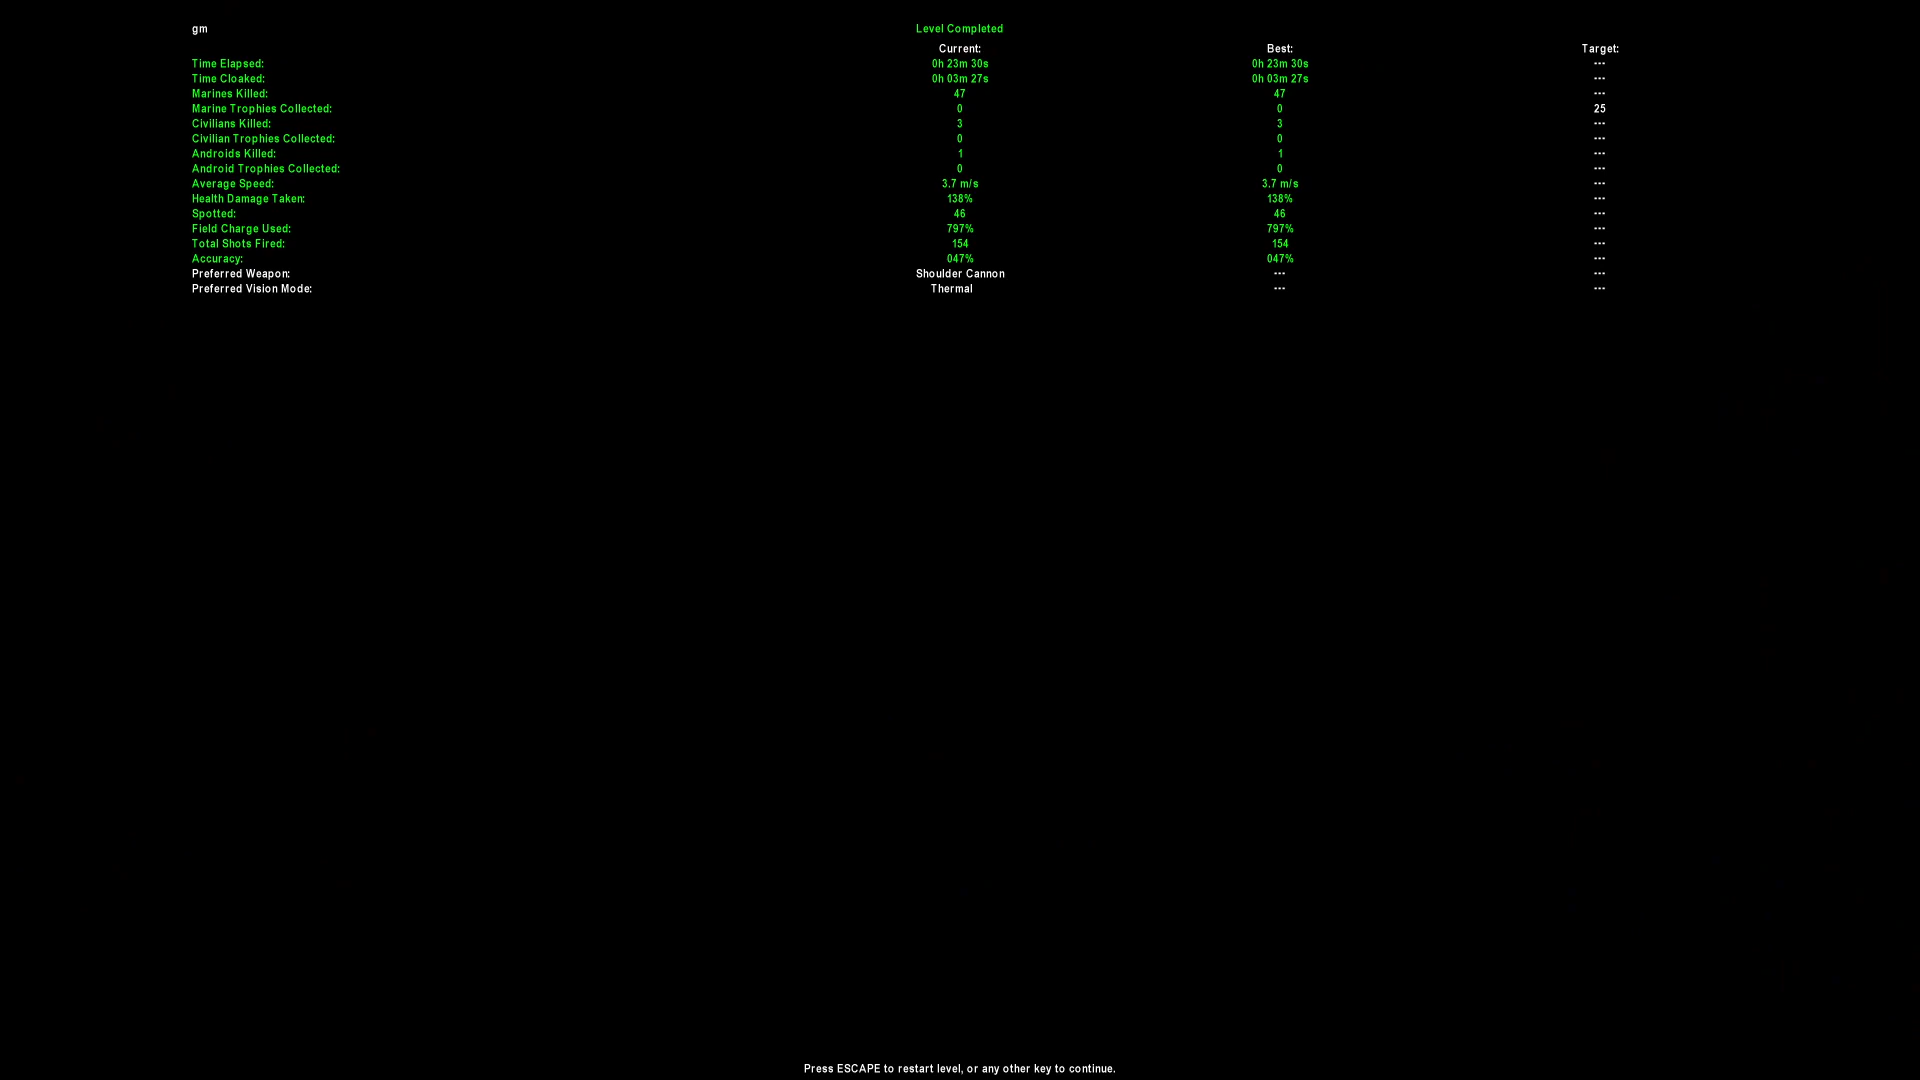 gm Level Completed
Current: Best: Target:
Time Elapsed: 0h 23m 30s 0h 23m 30s ---
Time Cloaked: 0h 03m 27s 0h 03m 27s ---
Marines Killed: 47 47 ---
Marine Trophies Collected: 0 0 25
Civilians Killed: 3 3 ---
Civilian Trophies Collected: 0 0 ---
Androids Killed: 1 1 ---
Android Trophies Collected: 0 0 ---
Average Speed: 3.7 m/s 3.7 m/s ---
Health Damage Taken: 138% 138% ---
Spotted: 46 46 ---
Field Charge Used: 797% 797% ---
Total Shots Fired: 154 154 ---
Accuracy: 047% 047% ---
Preferred Weapon: Shoulder Cannon --- ---
Preferred Vision Mode: Thermal --- ---
Press ESCAPE to restart level, or any other key to continue.